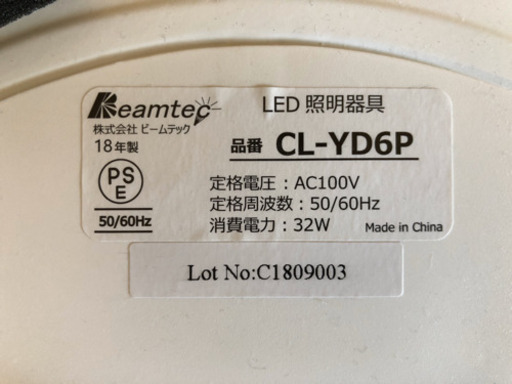 Beamtec
株式会社 ビームテック
18年製
PS
E
50/60Hz
LED 照明器具
品番 CL-YD6P
定格電圧：AC100V
定格周波数：50/60Hz
消費電力：32W
Made in China
Lot No:C1809003